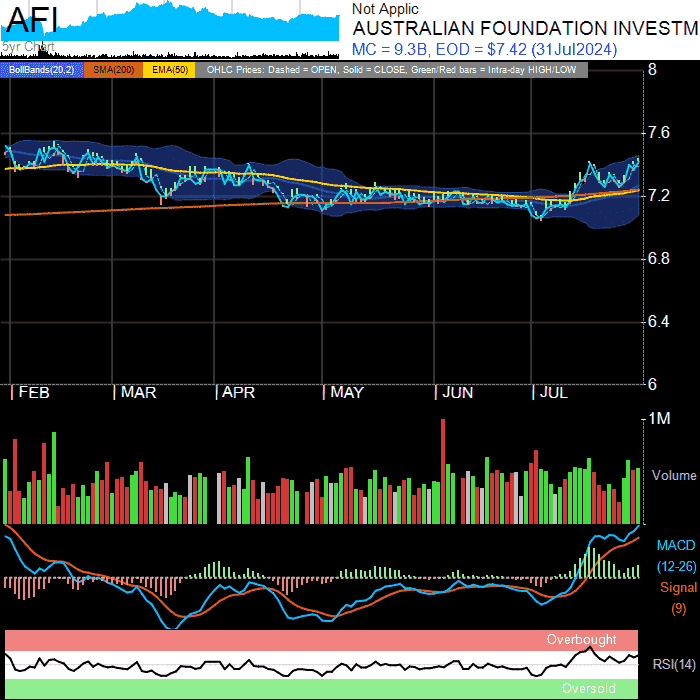 AFI
5yr Chart
Not Applic
AUSTRALIAN FOUNDATION INVESTM
MC = 9.3B, EOD = $7.42 (31Jul2024)
BollBands(20,2) SMA(200) EMA(50) OHLC Prices: Dashed = OPEN, Solid = CLOSE, Green/Red bars = Intra-day HIGH/LOW
8
7.6
7.2
6.8
6.4
6
FEB MAR APR MAY JUN JUL
1M
Volume
MACD
(12-26)
Signal
(9)
Overbought
RSI(14)
Oversold